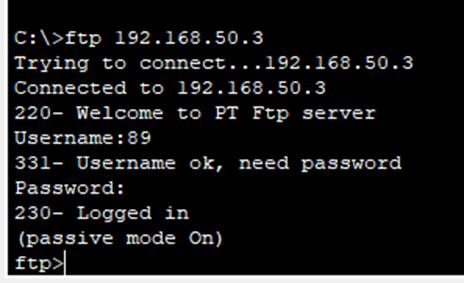 C:\>ftp 192.168.50.3
Trying to connect...192.168.50.3
Connected to 192.168.50.3
220- Welcome to PT Ftp server
Username:89
331- Username ok, need password
Password:
230- Logged in
(passive mode On)
ftp>